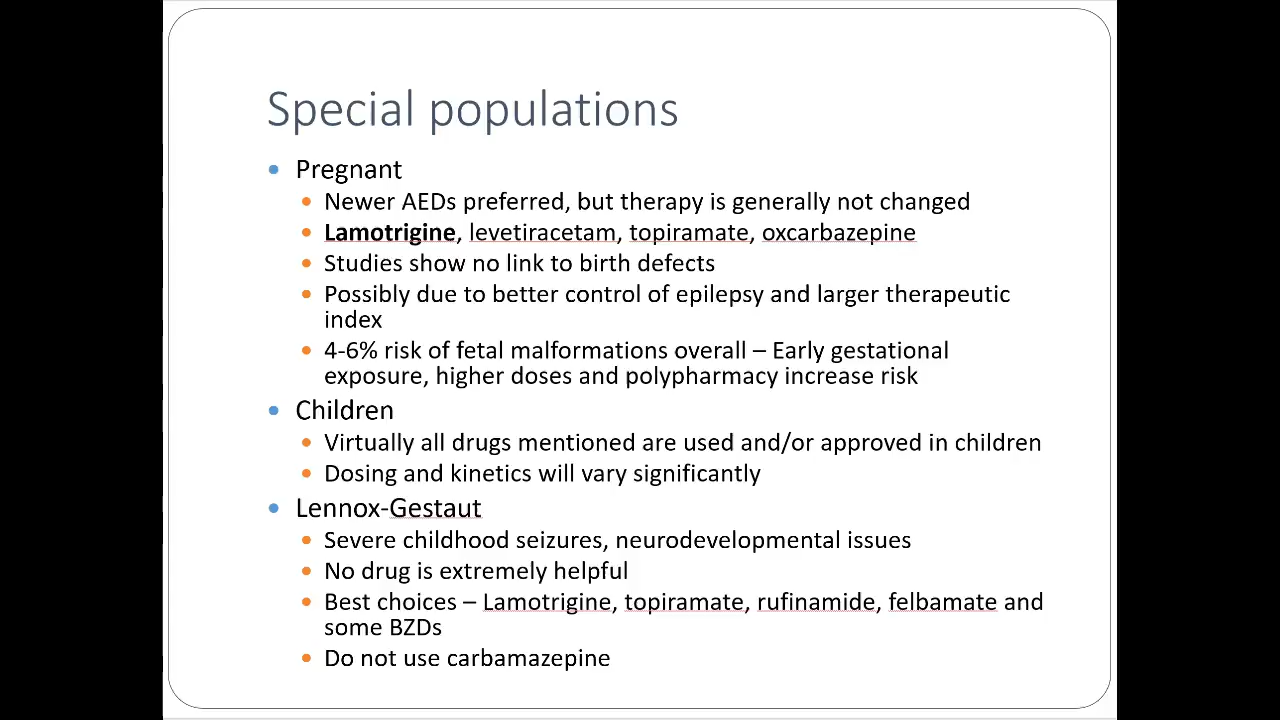 Special populations
Pregnant
Newer AEDs preferred, but therapy is generally not changed
Lamotrigine, levetiracetam, topiramate, oxcarbazepine
Studies show no link to birth defects
Possibly due to better control of epilepsy and larger therapeutic
index
4-6% risk of fetal malformations overall – Early gestational
exposure, higher doses and polypharmacy increase risk
Children
Virtually all drugs mentioned are used and/or approved in children
Dosing and kinetics will vary significantly
Lennox-Gestaut
Severe childhood seizures, neurodevelopmental issues
No drug is extremely helpful
Best choices – Lamotrigine, topiramate, rufinamide, felbamate and
some BZDs
Do not use carbamazepine